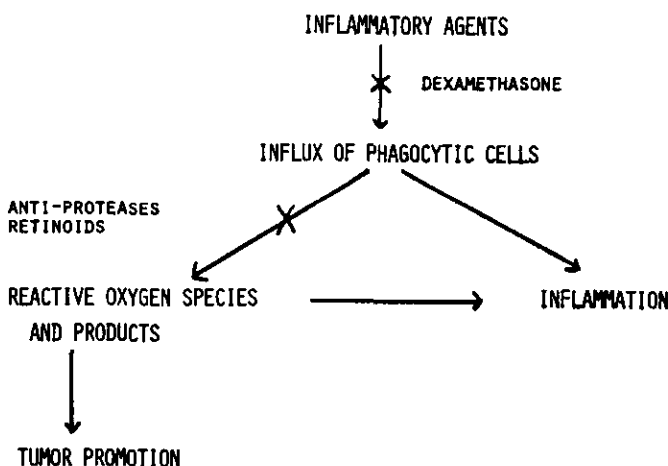 INFLAMMATORY AGENTS
DEXAMETHASONE
INFLUX OF PHAGOCYTIC CELLS
ANTI-PROTEASES
RETINOIDS
REACTIVE OXYGEN SPECIES
AND PRODUCTS
INFLAMMATION
TUMOR PROMOTION